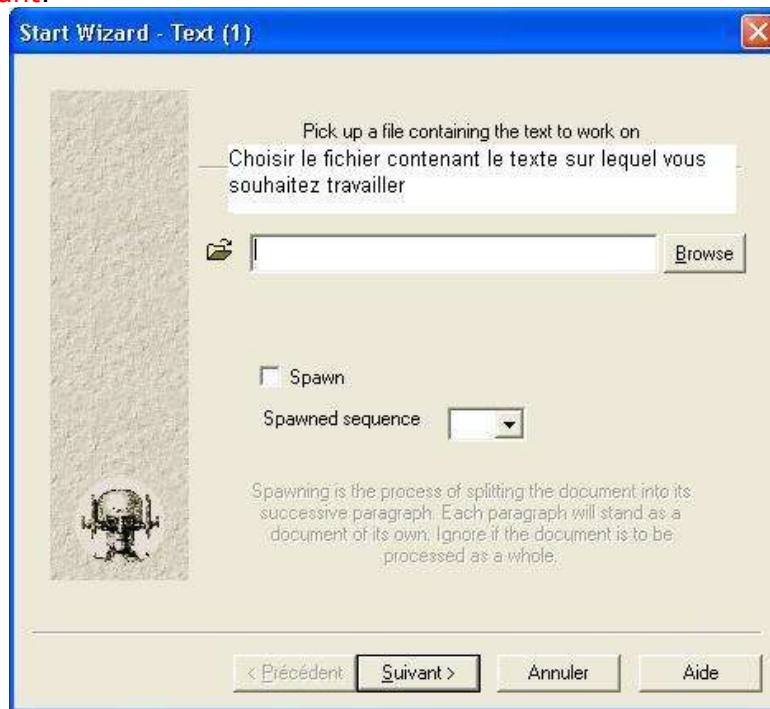 ant.
Start Wizard - Text (1)
Pick up a file containing the text to work on
Choisir le fichier contenant le texte sur lequel vous
souhaitez travailler
Browse
Spawn
Spawned sequence
Spawning is the process of splitting the document into its
successive paragraph. Each paragraph will stand as a
document of its own. Ignore if the document is to be
processed as a whole.
< Précédent Suivant > Annuler Aide